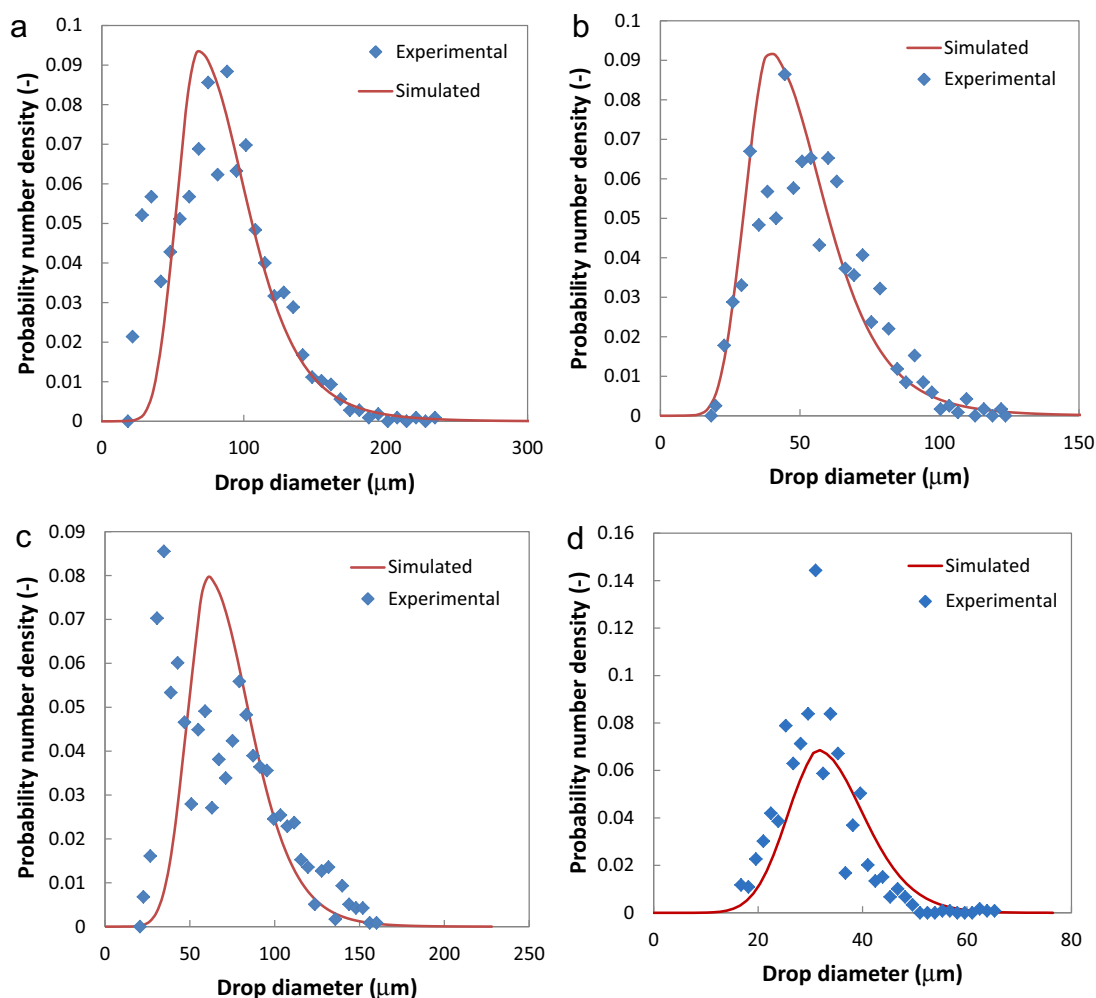 a
Probability number density (-)
0.1
0.09
0.08
0.07
0.06
0.05
0.04
0.03
0.02
0.01
0
Experimental
Simulated
0 100 200 300
Drop diameter (μm)
b
Probability number density (-)
0.1
0.09
0.08
0.07
0.06
0.05
0.04
0.03
0.02
0.01
0
Simulated
Experimental
0 50 100 150
Drop diameter (μm)
c
Probability number density (-)
0.09
0.08
0.07
0.06
0.05
0.04
0.03
0.02
0.01
0
Simulated
Experimental
0 50 100 150 200 250
Drop diameter (μm)
d
Probability number density (-)
0.16
0.14
0.12
0.1
0.08
0.06
0.04
0.02
0
Simulated
Experimental
0 20 40 60 80
Drop diameter (μm)